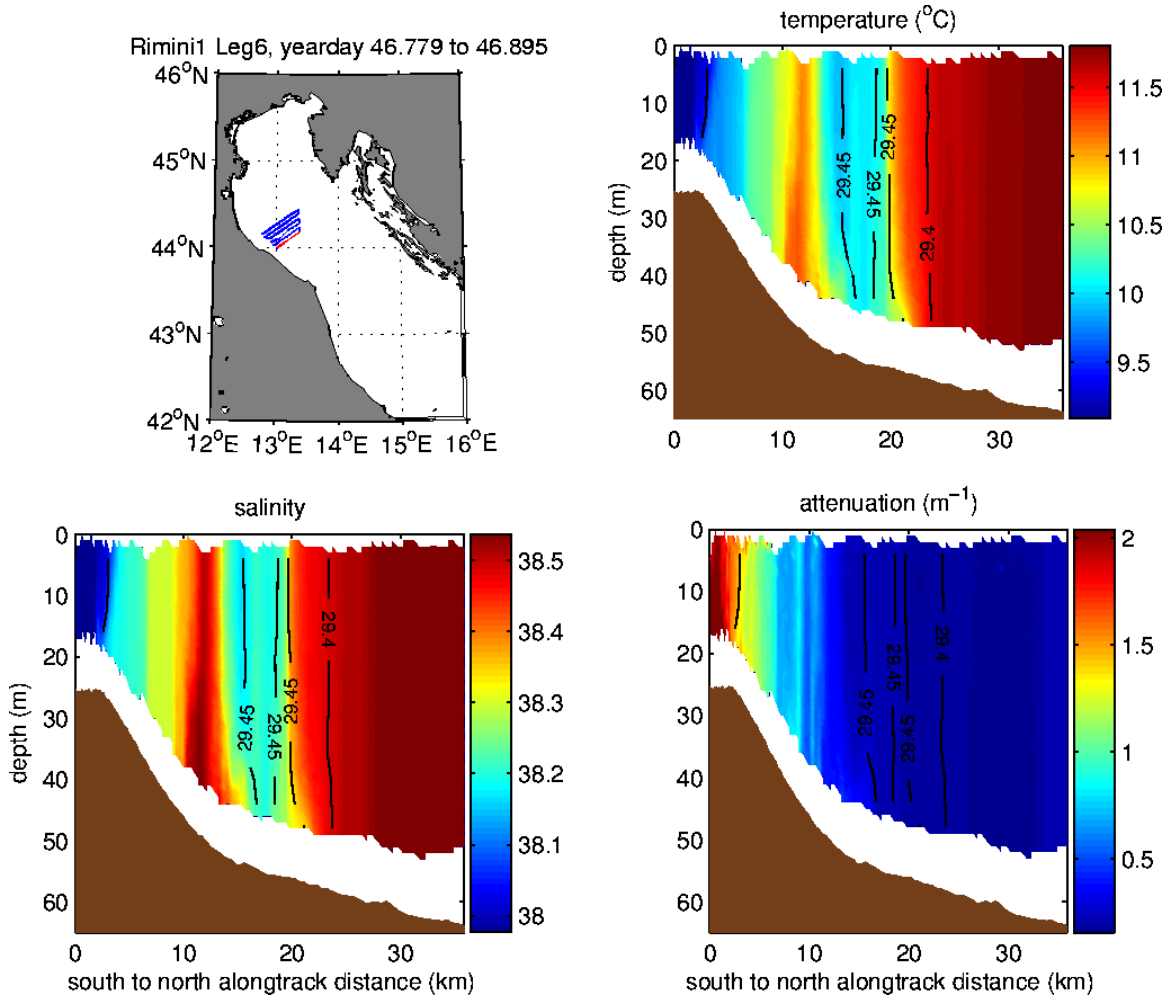 Rimini1 Leg6, yearday 46.779 to 46.895
46°N
45°N
44°N
43°N
42°N
12°E 13°E 14°E 15°E 16°E
temperature (°C)
0
10
20
30
40
50
60
depth (m)
0 10 20 30
29.45
29.45
29.45
29.4
11.5
11
10.5
10
9.5
salinity
0
10
20
30
40
50
60
depth (m)
0 10 20 30
south to north alongtrack distance (km)
29.45
29.45
29.45
29.4
38.5
38.4
38.3
38.2
38.1
38
attenuation (m⁻¹)
0
10
20
30
40
50
60
0 10 20 30
south to north alongtrack distance (km)
29.45
29.45
29.45
29.4
2
1.5
1
0.5